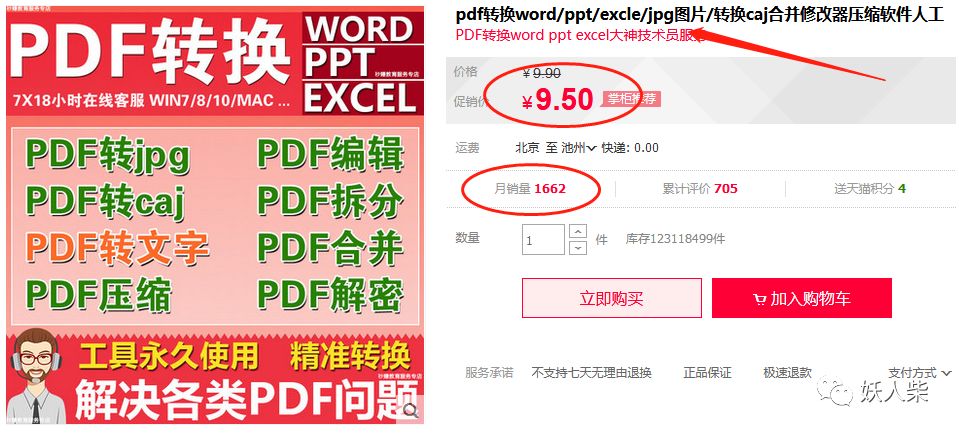 PDF转换
WORD
PPT
EXCEL
秒赚教育服务专店
7X18小时在线客服 WIN7/8/10/MAC ...
PDF转jpg
PDF编辑
PDF转caj
PDF拆分
PDF转文字
PDF合并
PDF压缩
PDF解密
工具永久使用 精准转换
解决各类PDF问题
pdf转换word/ppt/excle/jpg图片/转换caj合并修改器压缩软件人工
PDF转换word ppt excel大神技术员服
价格 ¥9.90
促销价 ¥9.50 掌柜推荐
运费 北京 至 池州 快递: 0.00
月销量 1662 累计评价 705 送天猫积分 4
数量 1 件 库存123118499件
立即购买 加入购物车
服务承诺 不支持七天无理由退换 正品保证 极速退款 支付方式
妖人柴